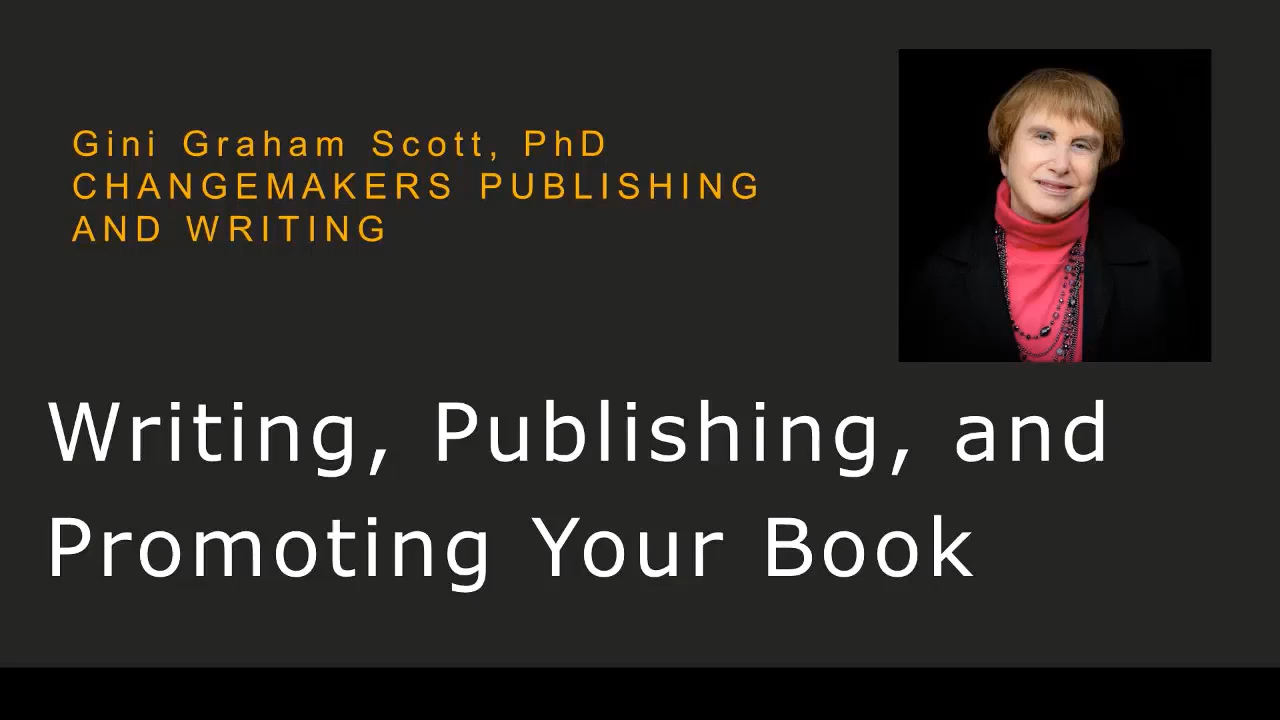 Gini Graham Scott, PhD
CHANGEMAKERS PUBLISHING
AND WRITING
Writing, Publishing, and
Promoting Your Book